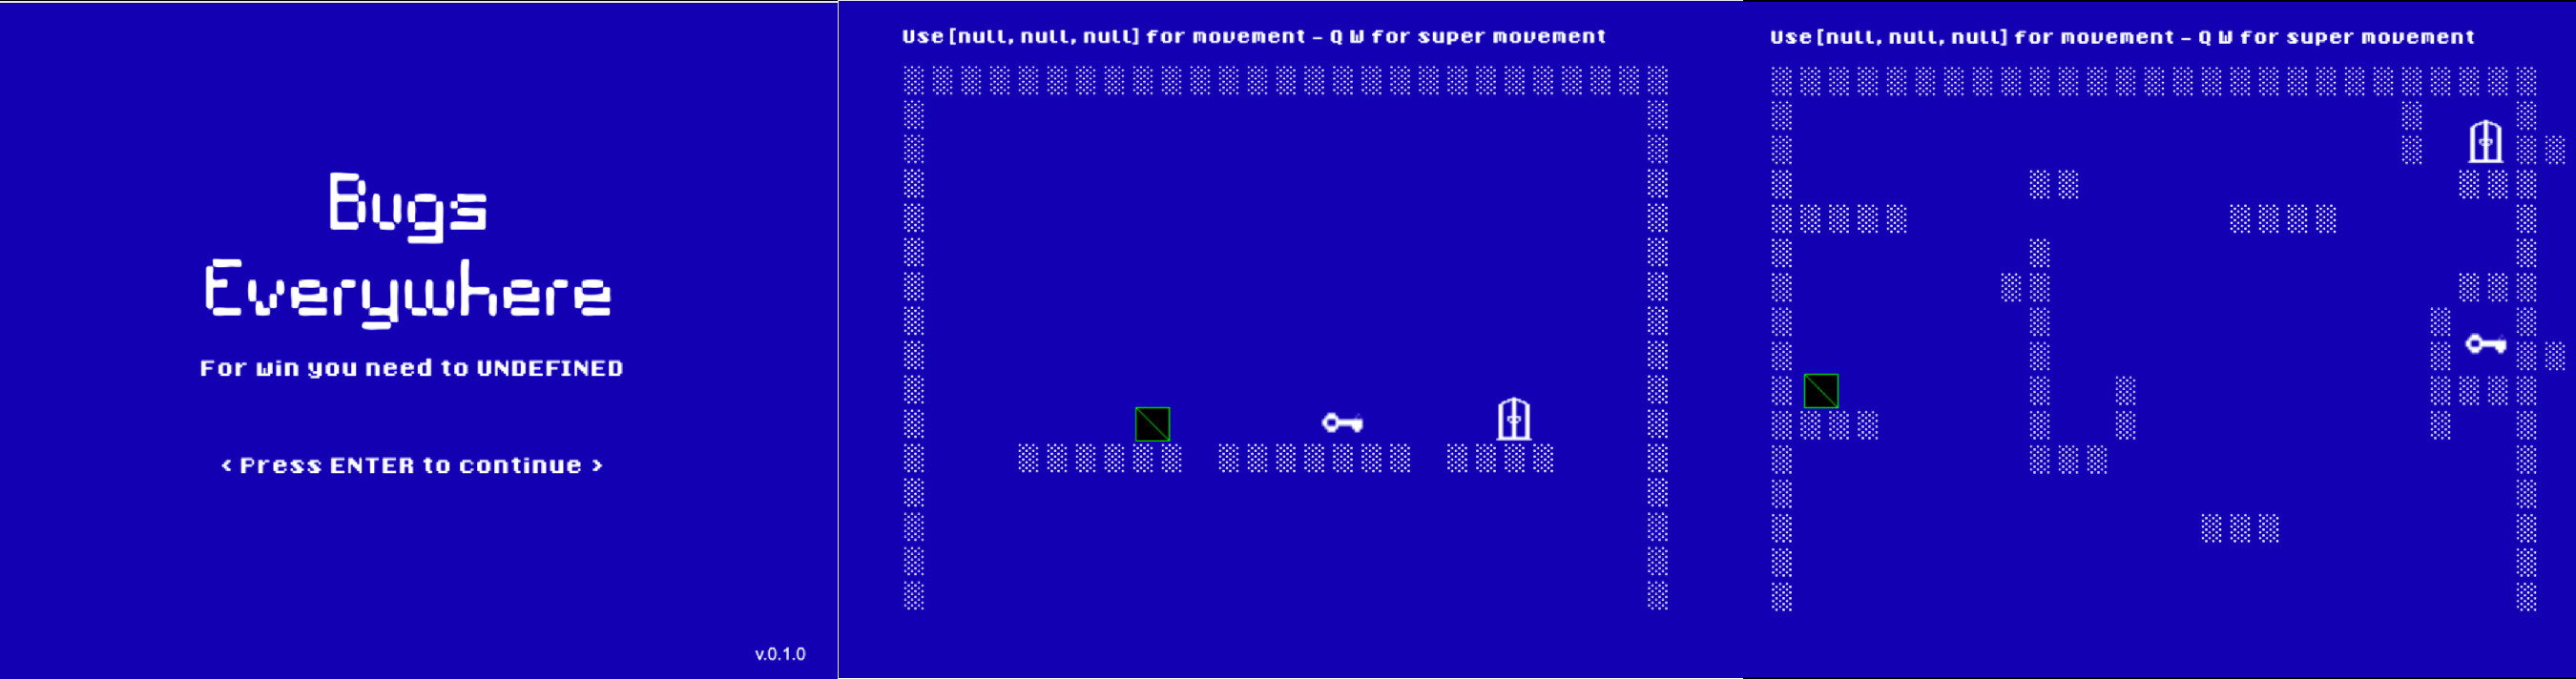 Bugs
Everywhere
For win you need to UNDEFINED
< Press ENTER to continue >
v.0.1.0
Use [null, null, null] for movement - Q W for super movement
Use [null, null, null] for movement - Q W for super movement